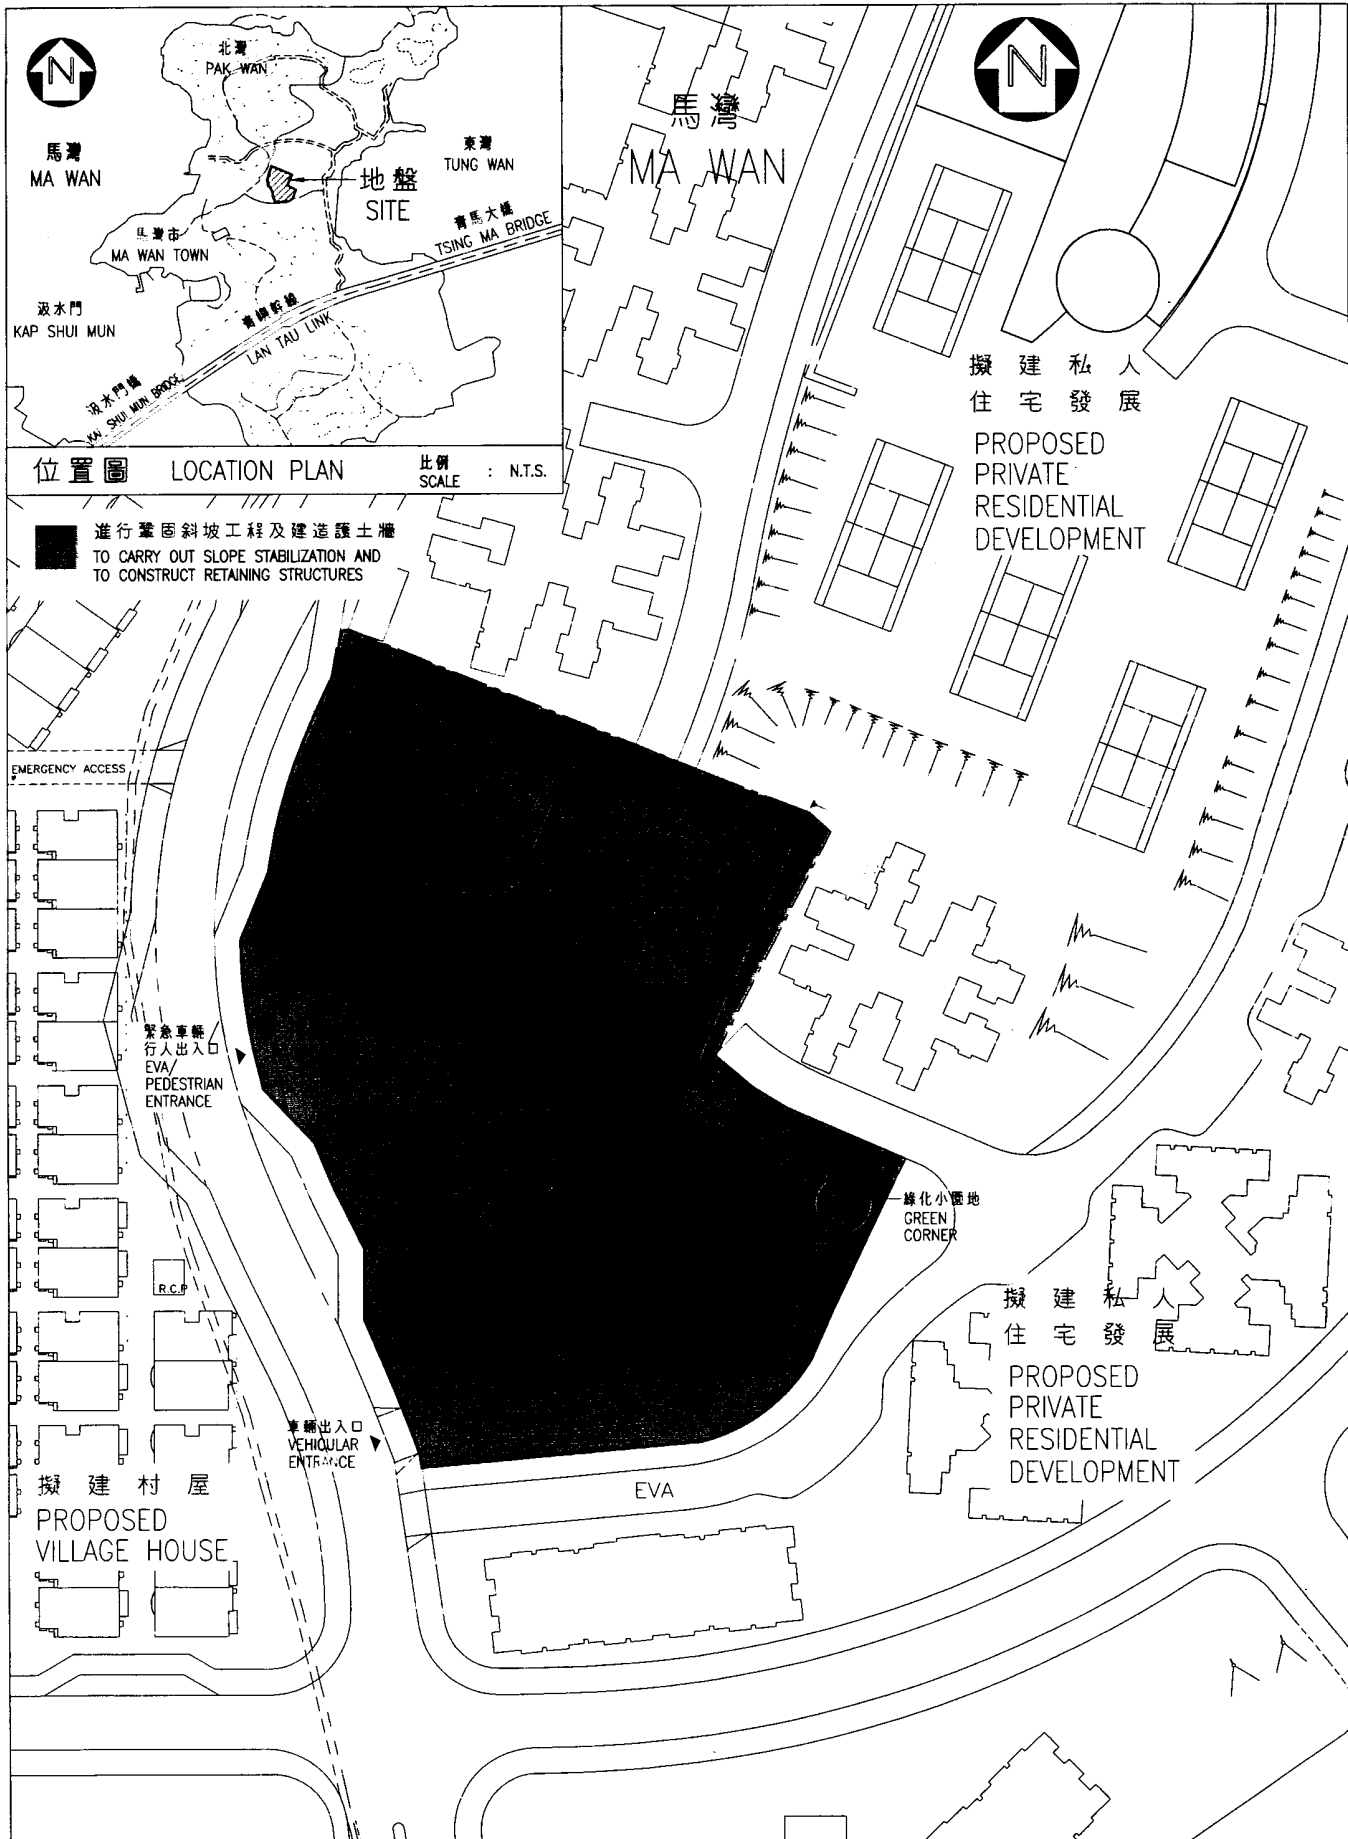 N
北灣
PAK WAN
馬灣
MA WAN
東灣
TUNG WAN
地盤
SITE
青馬大橋
TSING MA BRIDGE
馬灣市
MA WAN TOWN
汲水門
KAP SHUI MUN
青嶼幹線
LAN TAU LINK
汲水門橋
KAP SHUI MUN BRIDGE
位置圖 LOCATION PLAN 比例 SCALE : N.T.S.
進行鞏固斜坡工程及建造護土牆
TO CARRY OUT SLOPE STABILIZATION AND
TO CONSTRUCT RETAINING STRUCTURES
N
馬灣
MA WAN
擬建私人
住宅發展
PROPOSED
PRIVATE
RESIDENTIAL
DEVELOPMENT
EMERGENCY ACCESS
緊急車輛
行人出入口
EVA/
PEDESTRIAN
ENTRANCE
綠化小園地
GREEN
CORNER
R.C.P
擬建私人
住宅發展
PROPOSED
PRIVATE
RESIDENTIAL
DEVELOPMENT
車輛出入口
VEHICULAR
ENTRANCE
EVA
擬建村屋
PROPOSED
VILLAGE HOUSE